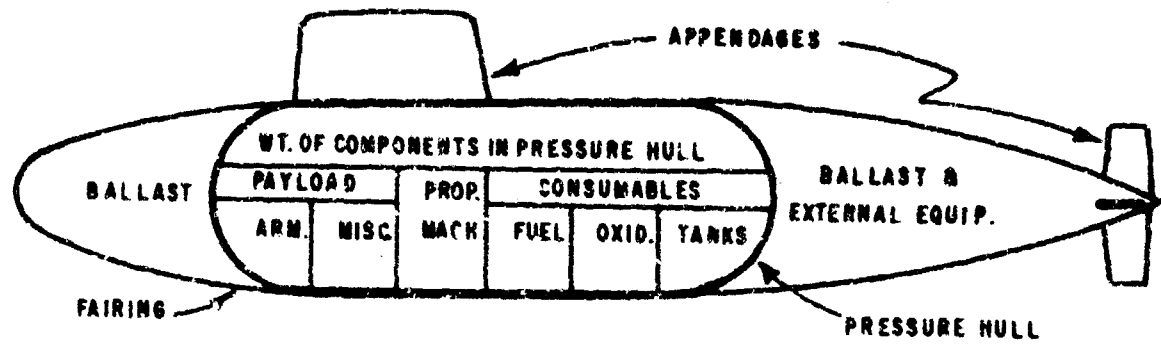 APPENDAGES
WT. OF COMPONENTS IN PRESSURE HULL
BALLAST
PAYLOAD
PROP.
MACH
CONSUMABLES
ARM.
MISC
FUEL
OXID.
TANKS
BALLAST &
EXTERNAL EQUIP.
FAIRING
PRESSURE HULL